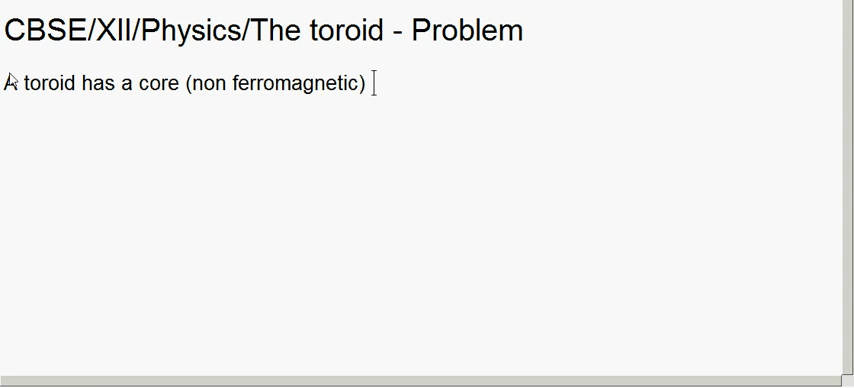 CBSE/XII/Physics/The toroid - Problem
A toroid has a core (non ferromagnetic)